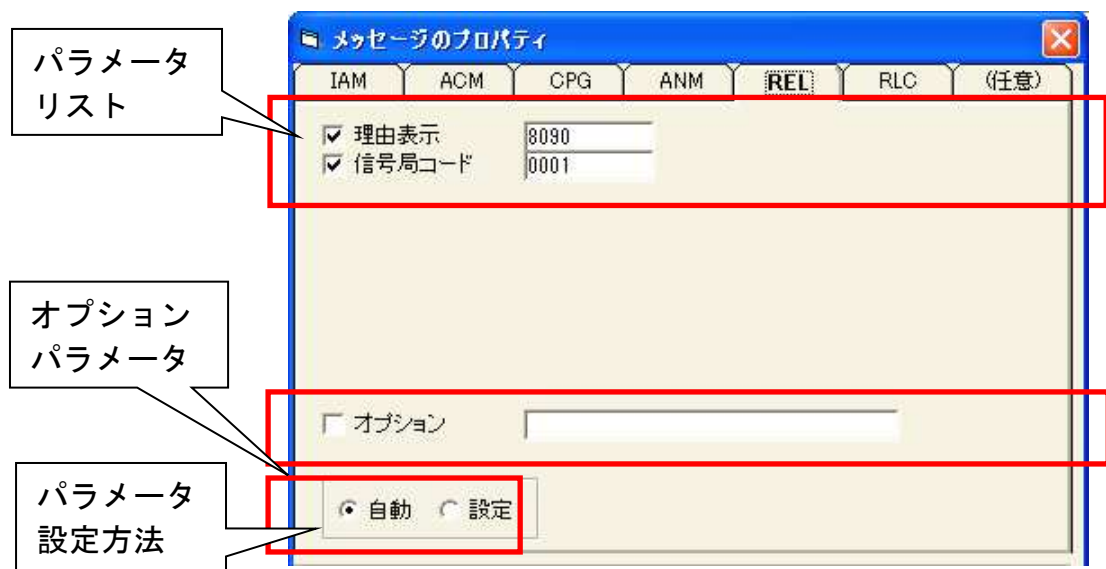 パラメータ
リスト
メッセージのプロパティ
IAM ACM CPG ANM REL RLC (任意)
理由表示 8090
信号局コード 0001
オプション
パラメータ
オプション
パラメータ
設定方法
自動 設定